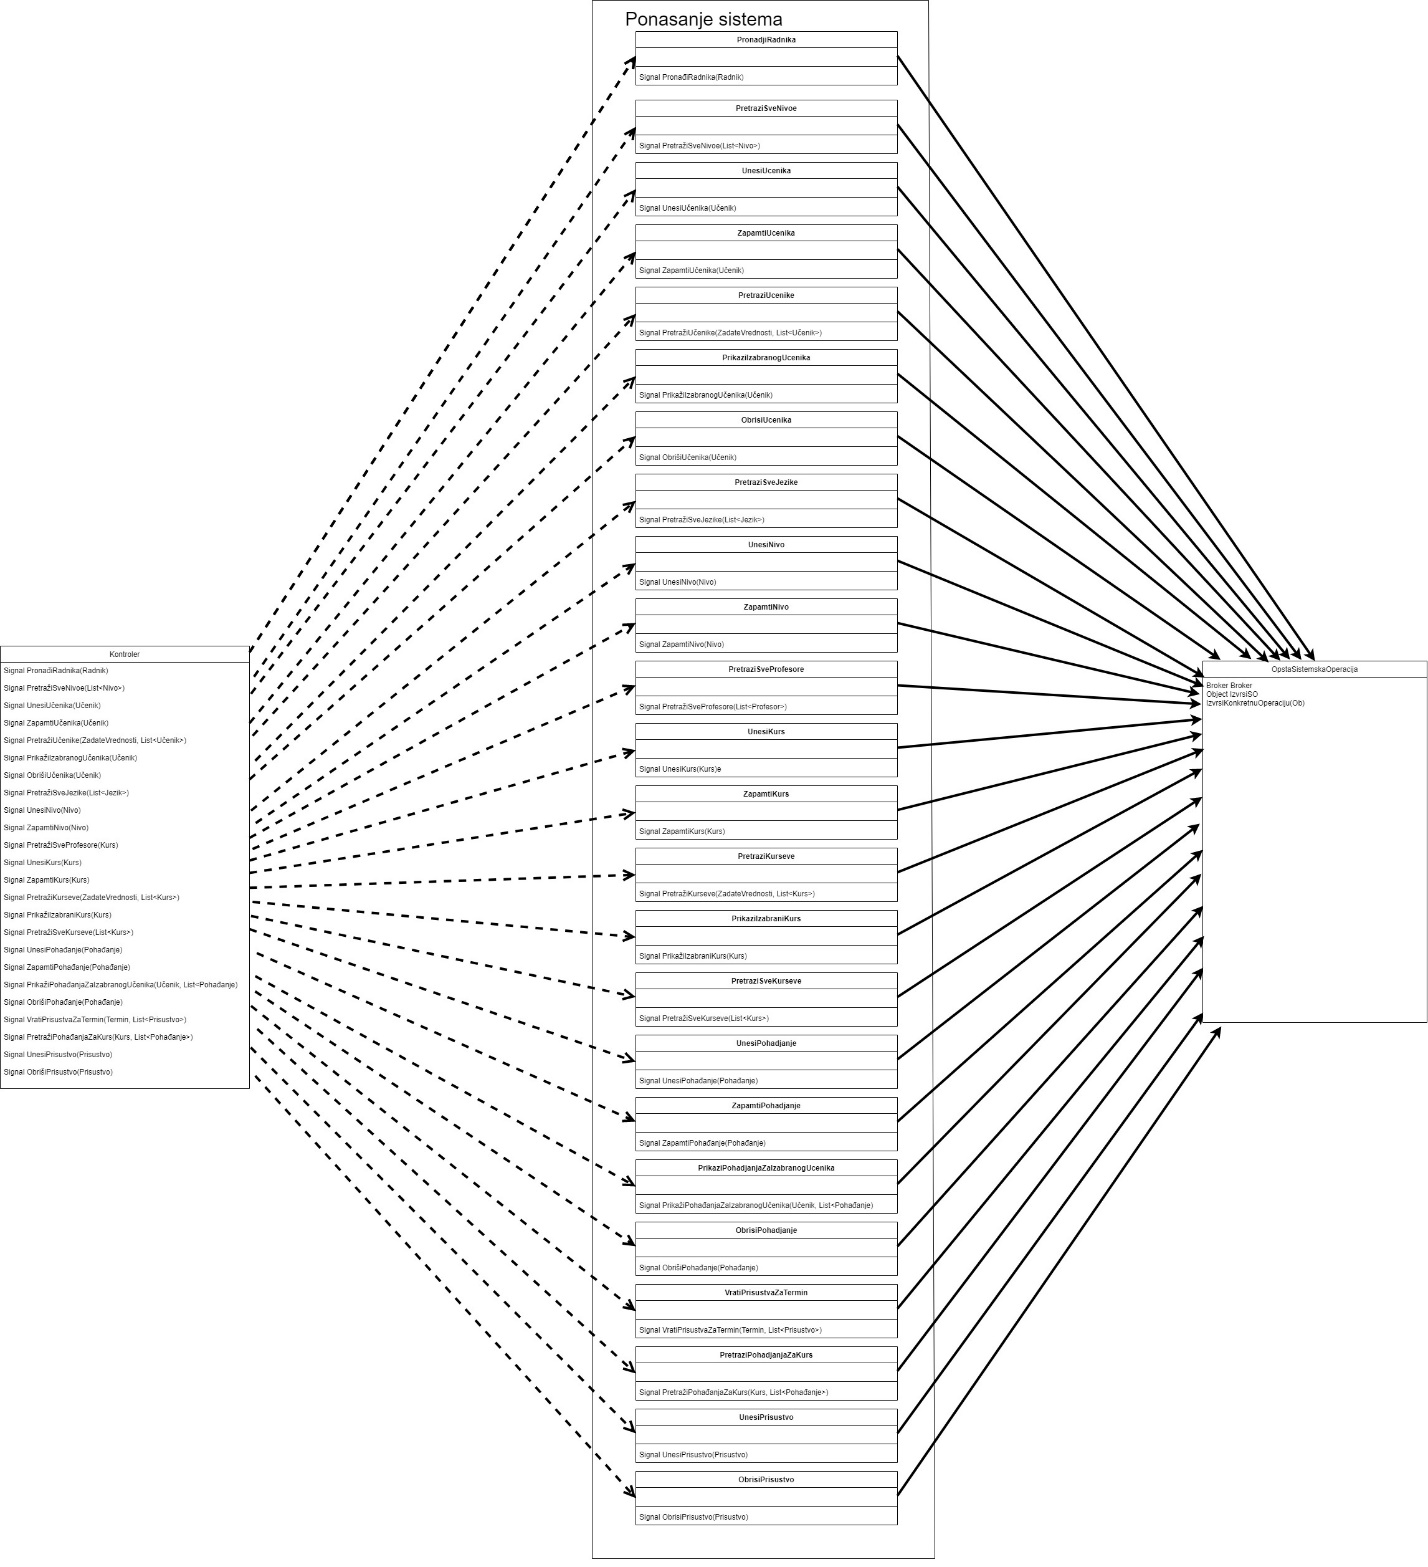 Ponasanje sistema
PronadjiRadnika
Signal PronađiRadnika(Radnik)
PretraziSveNivoe
Signal PretražiSveNivoe(List<Nivo>)
UnesiUcenika
Signal UnesiUčenika(Učenik)
ZapamtiUcenika
Signal ZapamtiUčenika(Učenik)
PretraziUcenike
Signal PretražiUčenike(ZadateVrednosti, List<Učenik>)
PrikaziIzabranogUcenika
Signal PrikažiIzabranogUčenika(Učenik)
ObrisiUcenika
Signal ObrišiUčenika(Učenik)
PretraziSveJezike
Signal PretražiSveJezike(List<Jezik>)
UnesiNivo
Signal UnesiNivo(Nivo)
ZapamtiNivo
Signal ZapamtiNivo(Nivo)
PretraziSveProfesore
Signal PretražiSveProfesore(List<Profesor>)
UnesiKurs
Signal UnesiKurs(Kurs)e
ZapamtiKurs
Signal ZapamtiKurs(Kurs)
PretraziKurseve
Signal PretražiKurseve(ZadateVrednosti, List<Kurs>)
PrikaziIzabraniKurs
Signal PrikažiIzabraniKurs(Kurs)
PretraziSveKurseve
Signal PretražiSveKurseve(List<Kurs>)
UnesiPohadjanje
Signal UnesiPohađanje(Pohađanje)
ZapamtiPohadjanje
Signal ZapamtiPohađanje(Pohađanje)
PrikaziPohadjanjaZaIzabranogUcenika
Signal PrikažiPohađanjaZaIzabranogUčenika(Učenik, List<Pohađanje)
ObrisiPohadjanje
Signal ObrišiPohađanje(Pohađanje)
VratiPrisustvaZaTermin
Signal VratiPrisustvaZaTermin(Termin, List<Prisustvo>)
PretraziPohadjanjaZaKurs
Signal PretražiPohađanjaZaKurs(Kurs, List<Pohađanje>)
UnesiPrisustvo
Signal UnesiPrisustvo(Prisustvo)
ObrisiPrisustvo
Signal ObrisiPrisustvo(Prisustvo)
Kontroler
Signal PronađiRadnika(Radnik)
Signal PretražiSveNivoe(List<Nivo>)
Signal UnesiUčenika(Učenik)
Signal ZapamtiUčenika(Učenik)
Signal PretražiUčenike(ZadateVrednosti, List<Učenik>)
Signal PrikažiIzabranogUčenika(Učenik)
Signal ObrišiUčenika(Učenik)
Signal PretražiSveJezike(List<Jezik>)
Signal UnesiNivo(Nivo)
Signal ZapamtiNivo(Nivo)
Signal PretražiSveProfesore(Kurs)
Signal UnesiKurs(Kurs)
Signal ZapamtiKurs(Kurs)
Signal PretražiKurseve(ZadateVrednosti, List<Kurs>)
Signal PrikažiIzabraniKurs(Kurs)
Signal PretražiSveKurseve(List<Kurs>)
Signal UnesiPohađanje(Pohađanje)
Signal ZapamtiPohađanje(Pohađanje)
Signal PrikažiPohađanjaZaIzabranogUčenika(Učenik, List<Pohađanje)
Signal ObrišiPohađanje(Pohađanje)
Signal VratiPrisustvaZaTermin(Termin, List<Prisustvo>)
Signal PretražiPohađanjaZaKurs(Kurs, List<Pohađanje>)
Signal UnesiPrisustvo(Prisustvo)
Signal ObrišiPrisustvo(Prisustvo)
OpstaSistemskaOperacija
Broker Broker
Object IzvrsiSO
IzvrsiKonkretnuOperaciju(Ob)